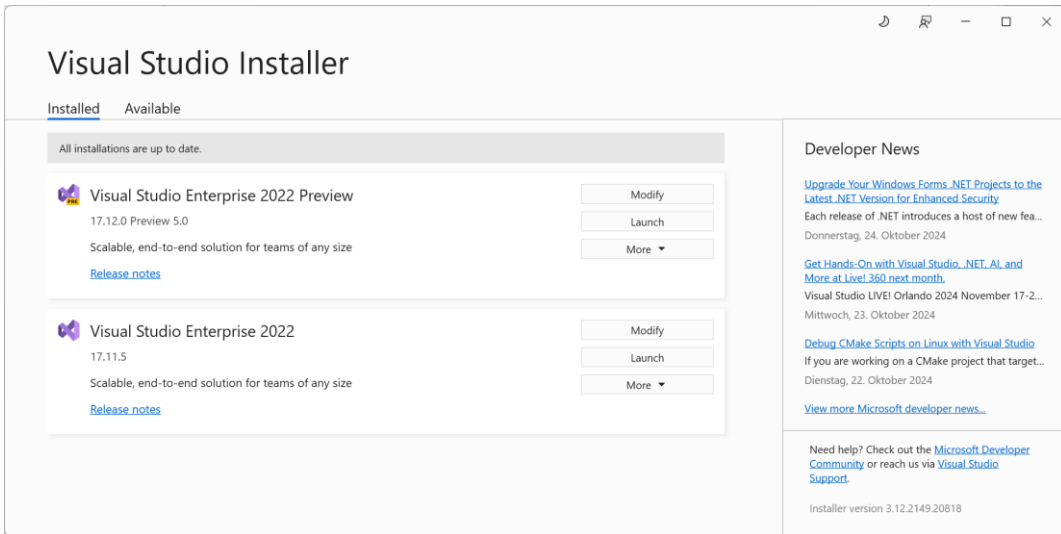 Visual Studio Installer
Installed Available
All installations are up to date.
PRE
Visual Studio Enterprise 2022 Preview
17.12.0 Preview 5.0
Scalable, end-to-end solution for teams of any size
Release notes
Modify
Launch
More
Visual Studio Enterprise 2022
17.11.5
Scalable, end-to-end solution for teams of any size
Release notes
Modify
Launch
More
Developer News
Upgrade Your Windows Forms .NET Projects to the
Latest .NET Version for Enhanced Security
Each release of .NET introduces a host of new fea...
Donnerstag, 24. Oktober 2024
Get Hands-On with Visual Studio, .NET, AI, and
More at Live! 360 next month.
Visual Studio LIVE! Orlando 2024 November 17-2...
Mittwoch, 23. Oktober 2024
Debug CMake Scripts on Linux with Visual Studio
If you are working on a CMake project that target...
Dienstag, 22. Oktober 2024
View more Microsoft developer news...
Need help? Check out the Microsoft Developer
Community or reach us via Visual Studio
Support.
Installer version 3.12.2149.20818